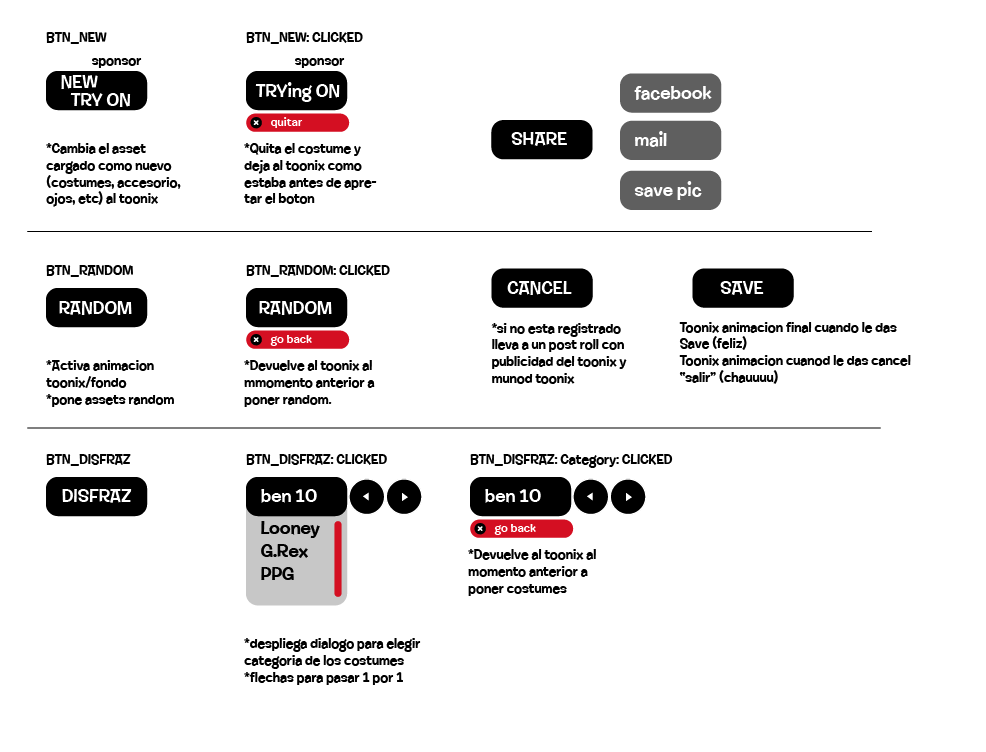 BTN_NEW
sponsor
NEW
TRY ON
*Cambia el asset
cargado como nuevo
(costumes, accesorio,
ojos, etc) al toonix
BTN_NEW: CLICKED
sponsor
TRYing ON
quitar
*Quita el costume y
deja al toonix como
estaba antes de apre-
tar el boton
SHARE
facebook
mail
save pic
BTN_RANDOM
RANDOM
*Activa animacion
toonix/fondo
*pone assets random
BTN_RANDOM: CLICKED
RANDOM
go back
*Devuelve al toonix al
mmomento anterior a
poner random.
CANCEL
*si no esta registrado
lleva a un post roll con
publicidad del toonix y
munod toonix
SAVE
Toonix animacion final cuando le das
Save (feliz)
Toonix animacion cuanod le das cancel
"salir" (chauuuu)
BTN_DISFRAZ
DISFRAZ
BTN_DISFRAZ: CLICKED
ben 10
Looney
G.Rex
PPG
*despliega dialogo para elegir
categoria de los costumes
*flechas para pasar 1 por 1
BTN_DISFRAZ: Category: CLICKED
ben 10
go back
*Devuelve al toonix al
momento anterior a
poner costumes